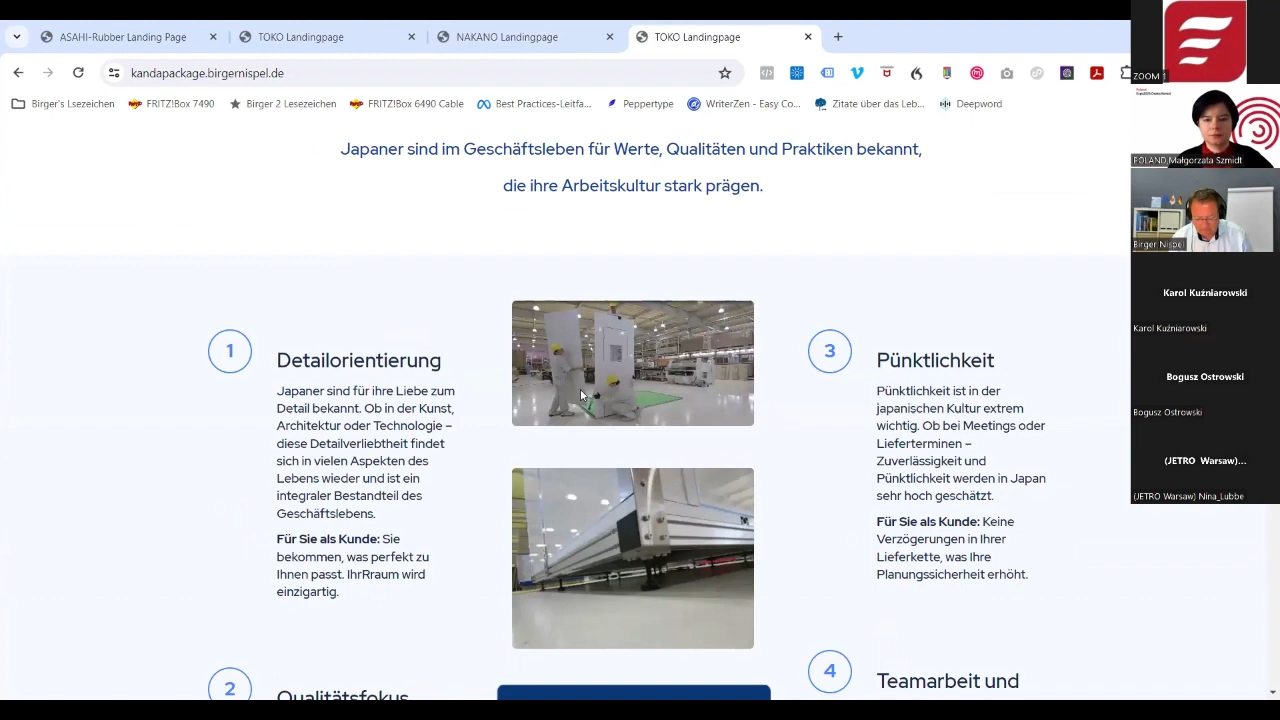 ASAHI-Rubber Landing Page
TOKO Landingpage
NAKANO Landingpage
TOKO Landingpage
kandapackage.birgernispel.de
Birger's Lsezeichen
FRITZ!Box 7490
Birger 2 Lesezeichen
FRITZ!Box 6490 Cable
Best Practices-Leitfa...
Peppertype
WriterZen - Easy Co...
Zitate über das Leb...
Deepword
Japaner sind im Geschäftsleben für Werte, Qualitäten und Praktiken bekannt,
die ihre Arbeitskultur stark prägen.
1
Detailorientierung
Japaner sind für ihre Liebe zum
Detail bekannt. Ob in der Kunst,
Architektur oder Technologie –
diese Detailverliebtheit findet
sich in vielen Aspekten des
Lebens wieder und ist ein
integraler Bestandteil des
Geschäftslebens.
Für Sie als Kunde: Sie
bekommen, was perfekt zu
Ihnen passt. IhrRraum wird
einzigartig.
2
Qualitätsfokus
3
Pünktlichkeit
Pünktlichkeit ist in der
japanischen Kultur extrem
wichtig. Ob bei Meetings oder
Lieferterminen –
Zuverlässigkeit und
Pünktlichkeit werden in Japan
sehr hoch geschätzt.
Für Sie als Kunde: Keine
Verzögerungen in Ihrer
Lieferkette, was Ihre
Planungssicherheit erhöht.
4
Teamarbeit und
ZOOM 1
POLAND Małgorzata Szmidt
Birger Nispel
Karol Kuźniarowski
Karol Kuźniarowski
Bogusz Ostrowski
Bogusz Ostrowski
(JETRO Warsaw)...
(JETRO Warsaw) Nina_Lubbe